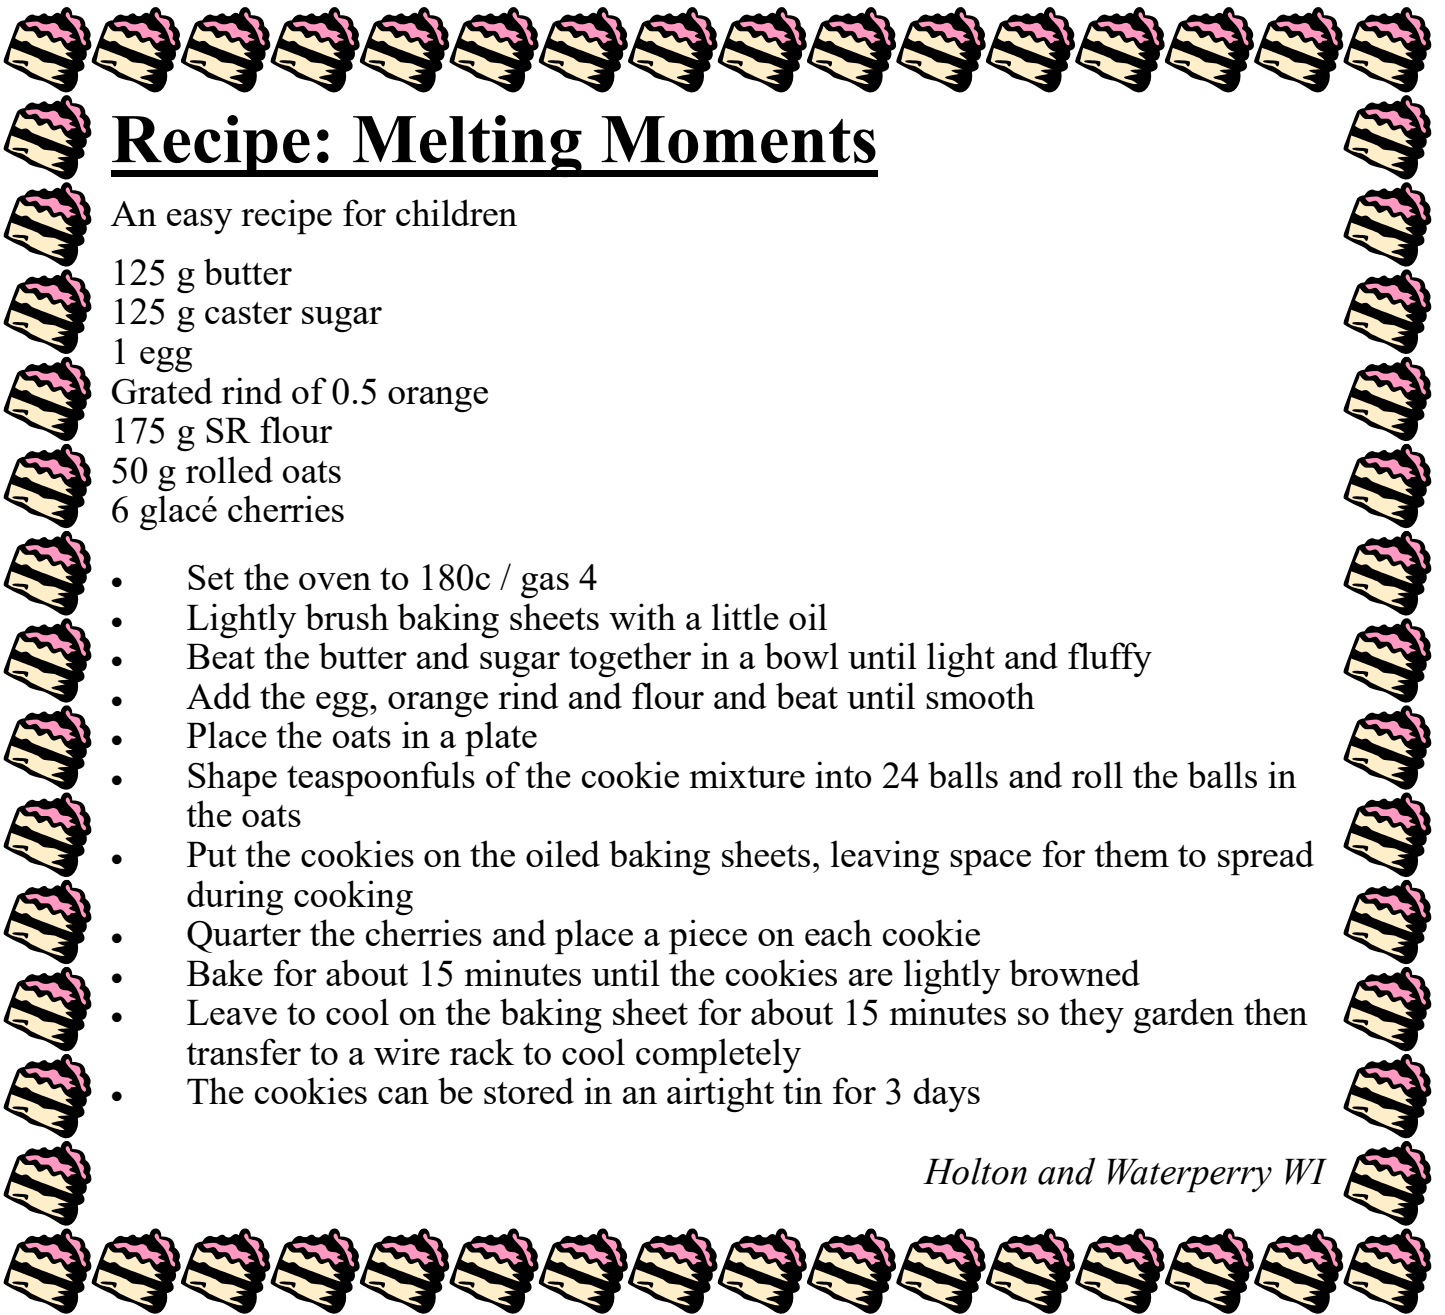 Recipe: Melting Moments
An easy recipe for children
125 g butter
125 g caster sugar
1 egg
Grated rind of 0.5 orange
175 g SR flour
50 g rolled oats
6 glacé cherries
• Set the oven to 180c / gas 4
• Lightly brush baking sheets with a little oil
• Beat the butter and sugar together in a bowl until light and fluffy
• Add the egg, orange rind and flour and beat until smooth
• Place the oats in a plate
• Shape teaspoonfuls of the cookie mixture into 24 balls and roll the balls in
the oats
• Put the cookies on the oiled baking sheets, leaving space for them to spread
during cooking
• Quarter the cherries and place a piece on each cookie
• Bake for about 15 minutes until the cookies are lightly browned
• Leave to cool on the baking sheet for about 15 minutes so they garden then
transfer to a wire rack to cool completely
• The cookies can be stored in an airtight tin for 3 days
Holton and Waterperry WI